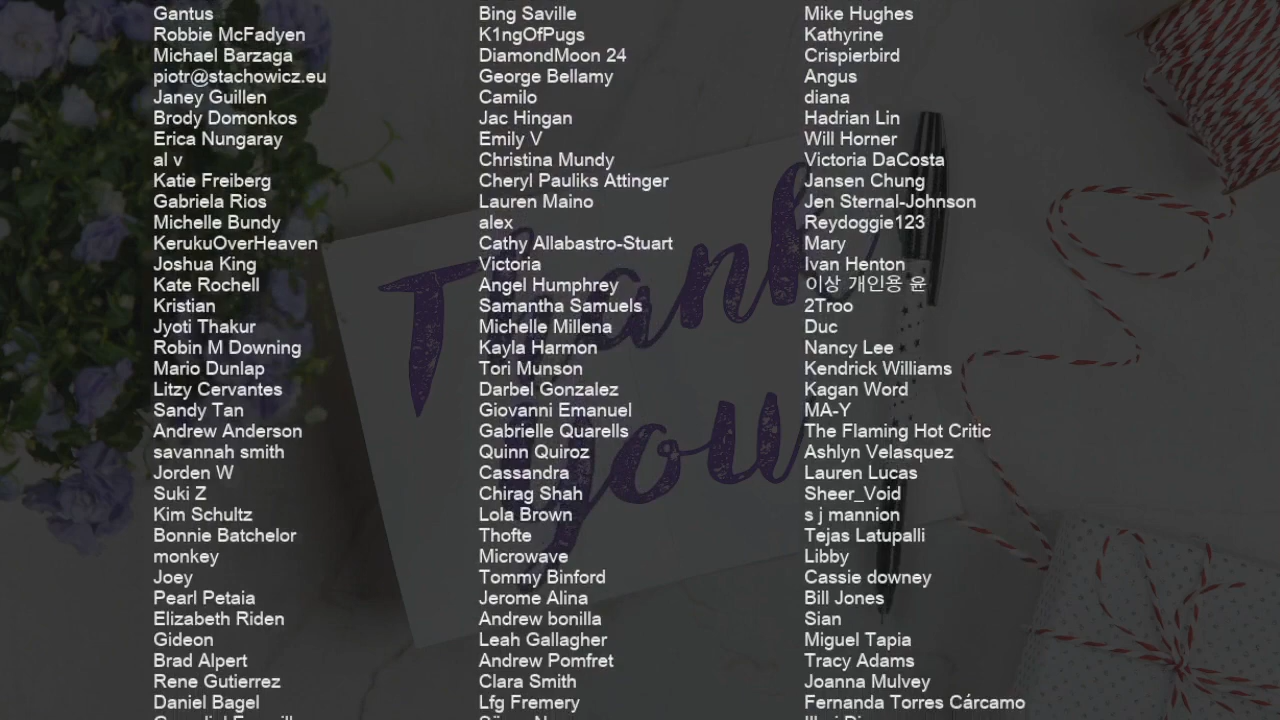 Gantus
Robbie McFadyen
Michael Barzaga
piotr@stachowicz.eu
Janey Guillen
Brody Domonkos
Erica Nungaray
al v
Katie Freiberg
Gabriela Rios
Michelle Bundy
KerukuOverHeaven
Joshua King
Kate Rochell
Kristian
Jyoti Thakur
Robin M Downing
Mario Dunlap
Litzy Cervantes
Sandy Tan
Andrew Anderson
savannah smith
Jorden W
Suki Z
Kim Schultz
Bonnie Batchelor
monkey
Joey
Pearl Petaia
Elizabeth Riden
Gideon
Brad Alpert
Rene Gutierrez
Daniel Bagel
Bing Saville
K1ngOfPugs
DiamondMoon 24
George Bellamy
Camilo
Jac Hingan
Emily V
Christina Mundy
Cheryl Pauliks Attinger
Lauren Maino
alex
Cathy Allabastro-Stuart
Victoria
Angel Humphrey
Samantha Samuels
Michelle Millena
Kayla Harmon
Tori Munson
Darbel Gonzalez
Giovanni Emanuel
Gabrielle Quarells
Quinn Quiroz
Cassandra
Chirag Shah
Lola Brown
Thofte
Microwave
Tommy Binford
Jerome Alina
Andrew bonilla
Leah Gallagher
Andrew Pomfret
Clara Smith
Lfg Fremery
Mike Hughes
Kathyrine
Crispierbird
Angus
diana
Hadrian Lin
Will Horner
Victoria DaCosta
Jansen Chung
Jen Sternal-Johnson
Reydoggie123
Mary
Ivan Henton
이상 개인용 윤
2Troo
Duc
Nancy Lee
Kendrick Williams
Kagan Word
MA-Y
The Flaming Hot Critic
Ashlyn Velasquez
Lauren Lucas
Sheer_Void
s j mannion
Tejas Latupalli
Libby
Cassie downey
Bill Jones
Sian
Miguel Tapia
Tracy Adams
Joanna Mulvey
Fernanda Torres Cárcamo
Thank
you